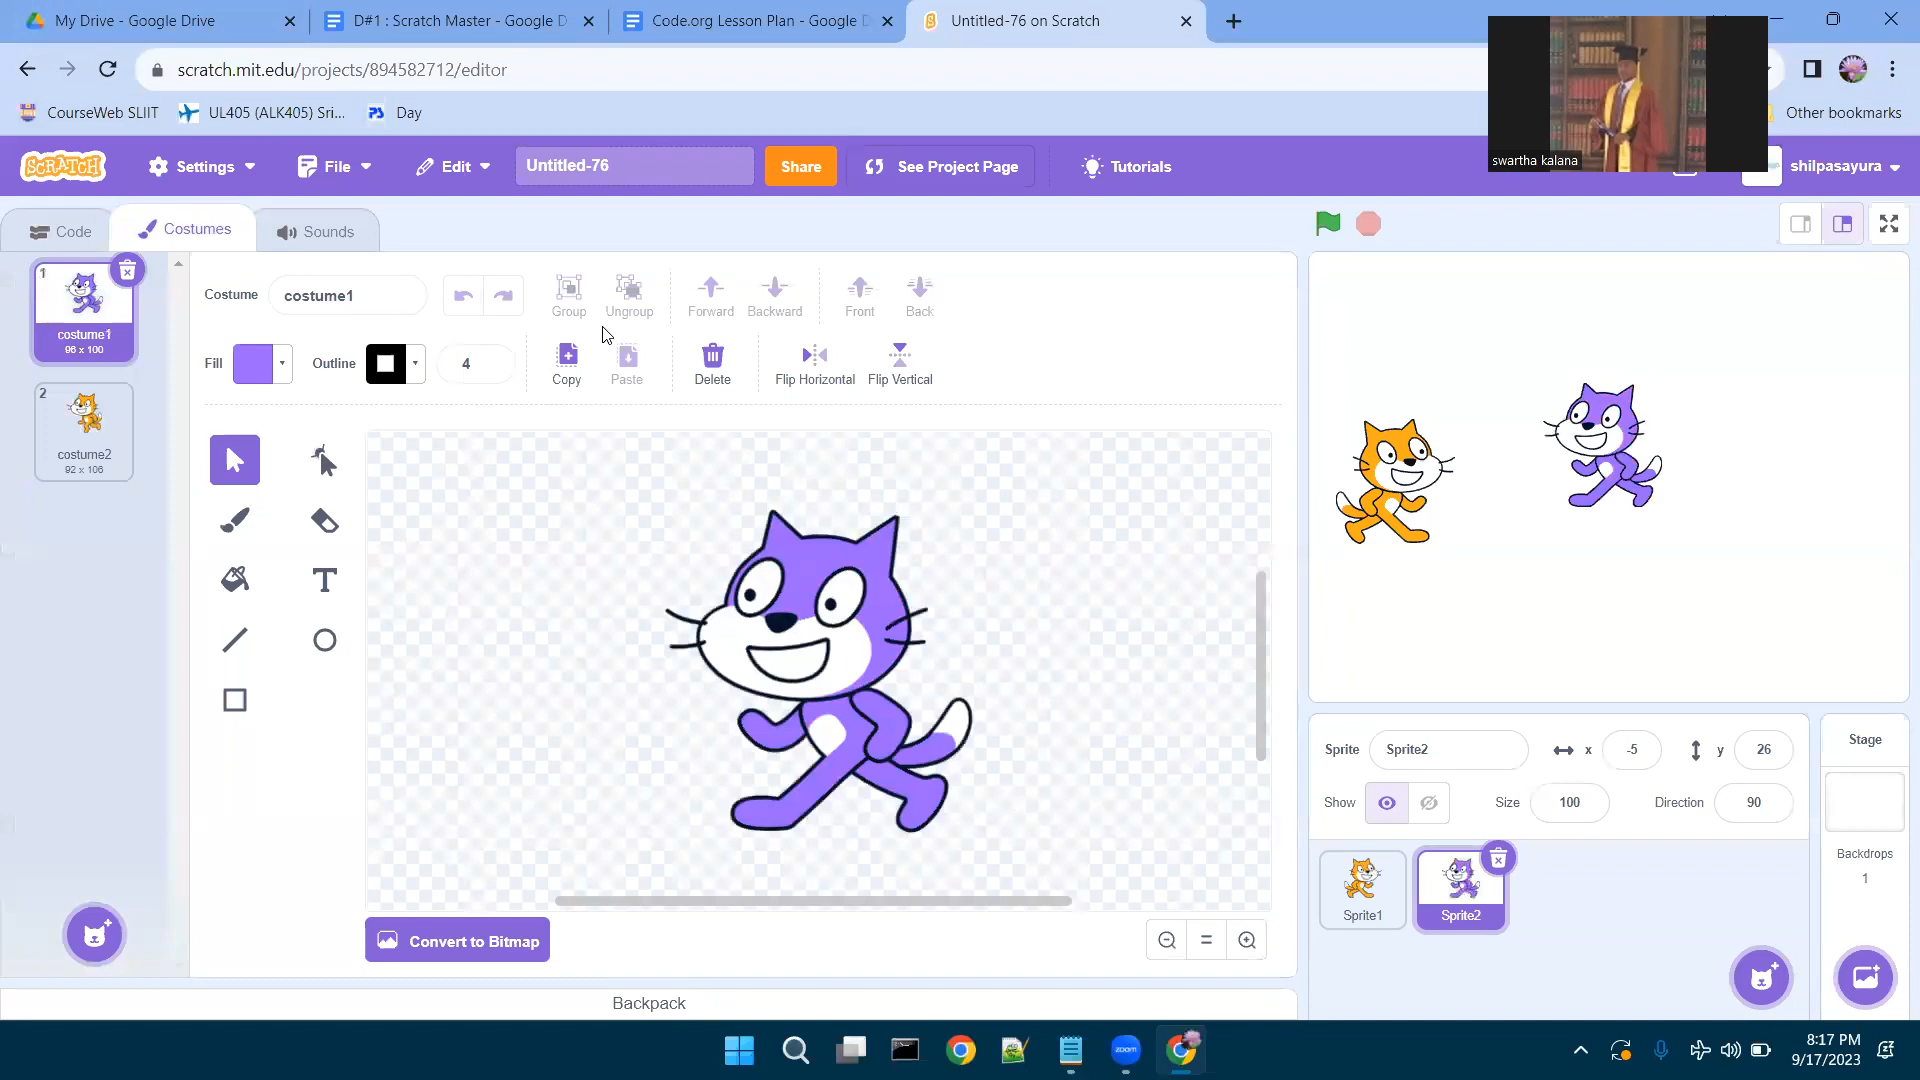 My Drive - Google Drive
D#1 : Scratch Master - Google D
Code.org Lesson Plan - Google D
Untitled-76 on Scratch
scratch.mit.edu/projects/894582712/editor
CourseWeb SLIIT
UL405 (ALK405) Sri...
PS
Day
Other bookmarks
swartha kalana
SCRATCH
Settings
File
Edit
Untitled-76
Share
See Project Page
Tutorials
shilpasayura
Code
Costumes
Sounds
1
costume1
96 x 100
2
costume2
92 x 106
Costume
costume1
Group
Ungroup
Forward
Backward
Front
Back
Fill
Outline
4
Copy
Paste
Delete
Flip Horizontal
Flip Vertical
T
Convert to Bitmap
Backpack
Sprite
Sprite2
x
-5
y
26
Show
Size
100
Direction
90
Sprite1
Sprite2
Stage
Backdrops
1
zoom
8:17 PM
9/17/2023